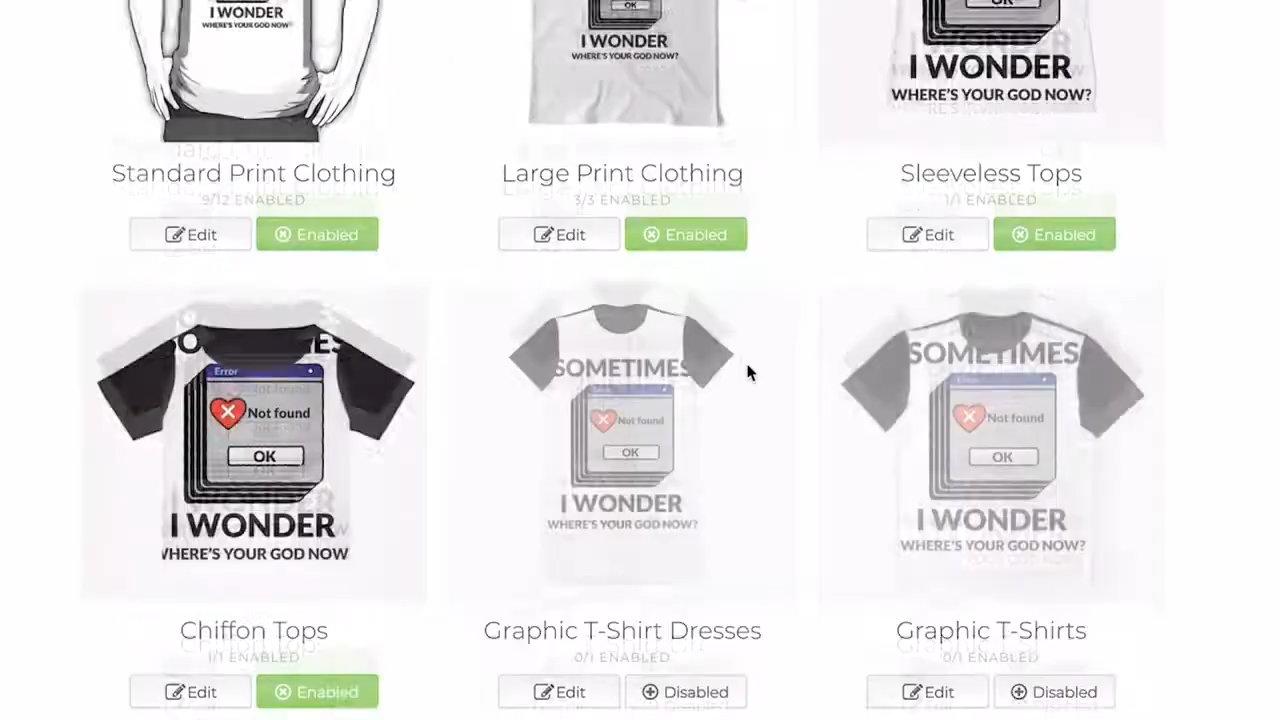 I WONDER
WHERE'S YOUR GOD NOW
OK
I WONDER
WHERE'S YOUR GOD NOW?
OK
I WONDER
WHERE'S YOUR GOD NOW?
Standard Print Clothing
9/12 ENABLED
Edit
Enabled
Large Print Clothing
3/3 ENABLED
Edit
Enabled
Sleeveless Tops
1/1 ENABLED
Edit
Enabled
Error
Not found
OK
I WONDER
WHERE'S YOUR GOD NOW
SOMETIMES
Not found
OK
I WONDER
WHERE'S YOUR GOD NOW?
SOMETIMES
Error
Not found
OK
I WONDER
WHERE'S YOUR GOD NOW?
Chiffon Tops
1/1 ENABLED
Edit
Enabled
Graphic T-Shirt Dresses
0/1 ENABLED
Edit
Disabled
Graphic T-Shirts
0/1 ENABLED
Edit
Disabled